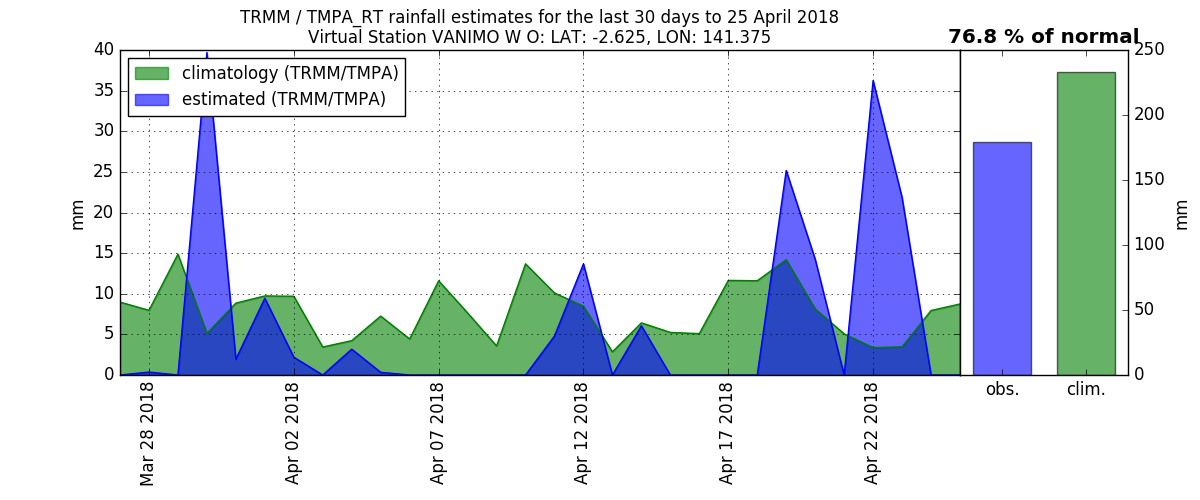 TRMM / TMPA_RT rainfall estimates for the last 30 days to 25 April 2018
Virtual Station VANIMO W O: LAT: -2.625, LON: 141.375
76.8 % of normal
climatology (TRMM/TMPA)
estimated (TRMM/TMPA)
40
35
30
25
20
15
10
5
0
mm
Mar 28 2018
Apr 02 2018
Apr 07 2018
Apr 12 2018
Apr 17 2018
Apr 22 2018
250
200
150
100
50
0
mm
obs.
clim.